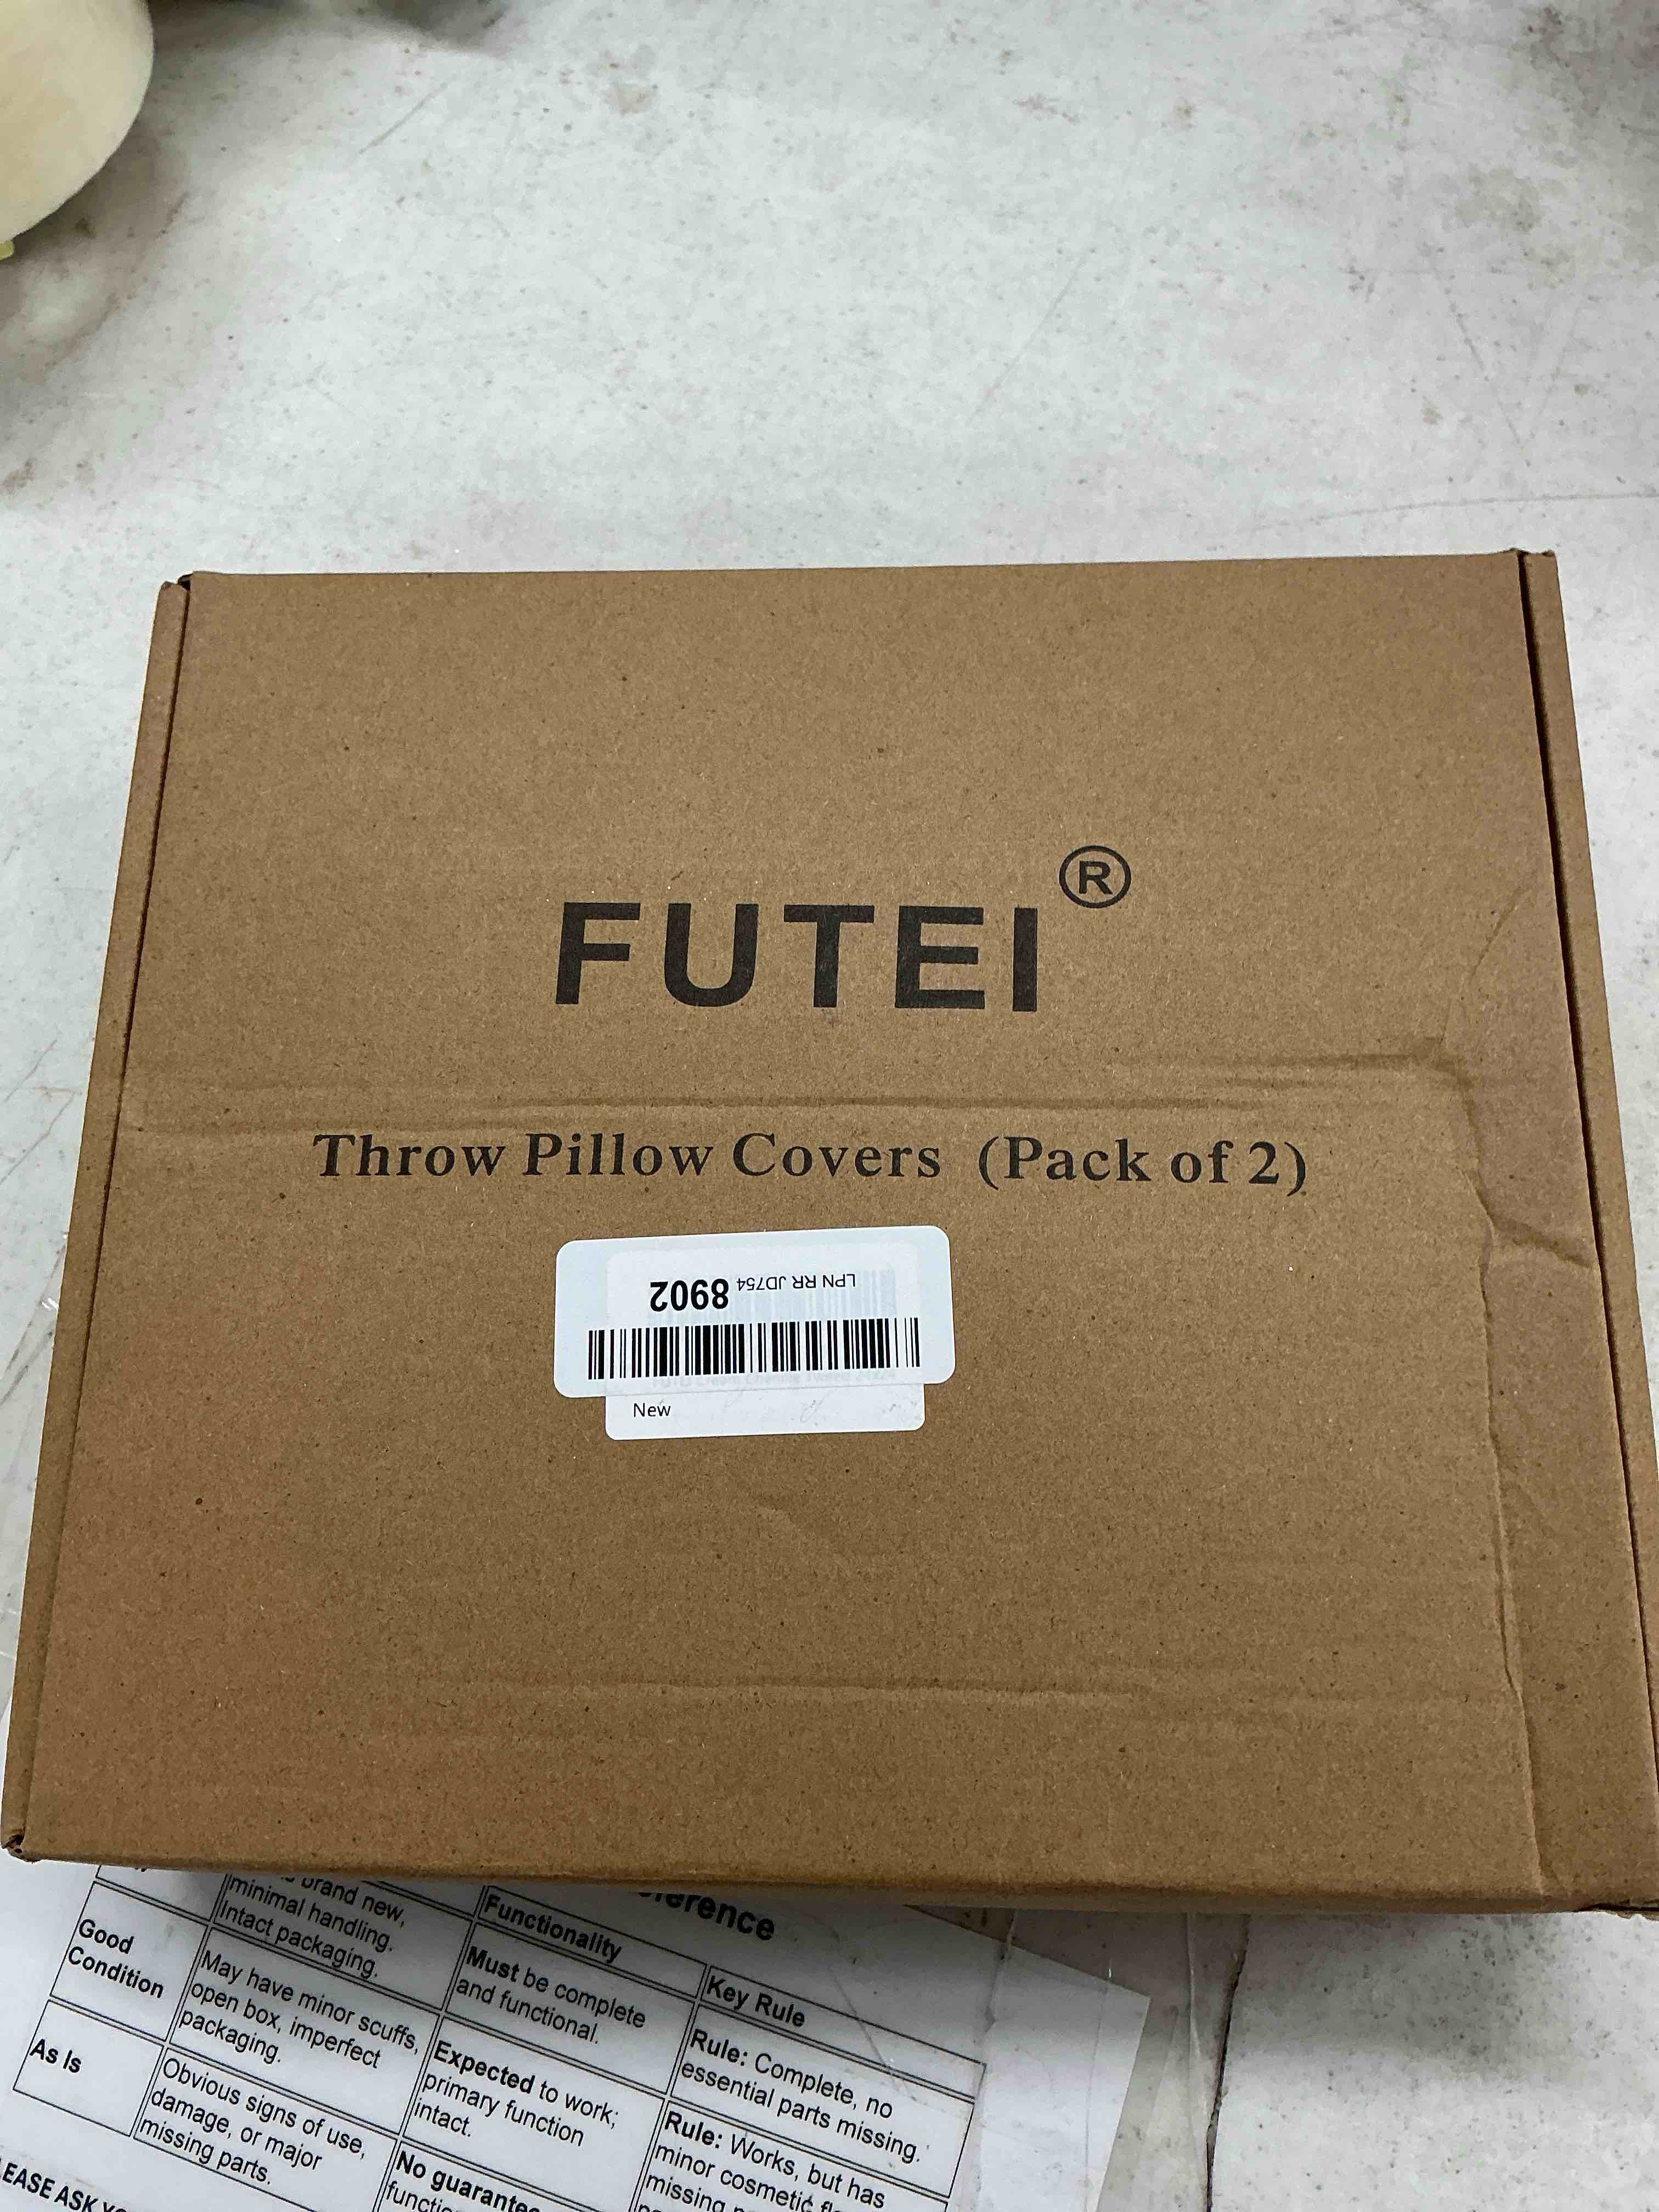 FUTEI®
Throw Pillow Covers (Pack of 2)
LPN RR JD754 8902
New
Functionality
Key Rule
brand new,
minimal handling.
Intact packaging.
Must be complete
and functional.
Rule: Complete, no
essential parts missing.
Good
Condition
May have minor scuffs,
open box, imperfect
packaging.
Expected to work;
primary function
intact.
Rule: Works, but has
minor cosmetic
missing
As Is
Obvious signs of use,
damage, or major
missing parts.
No
ASK